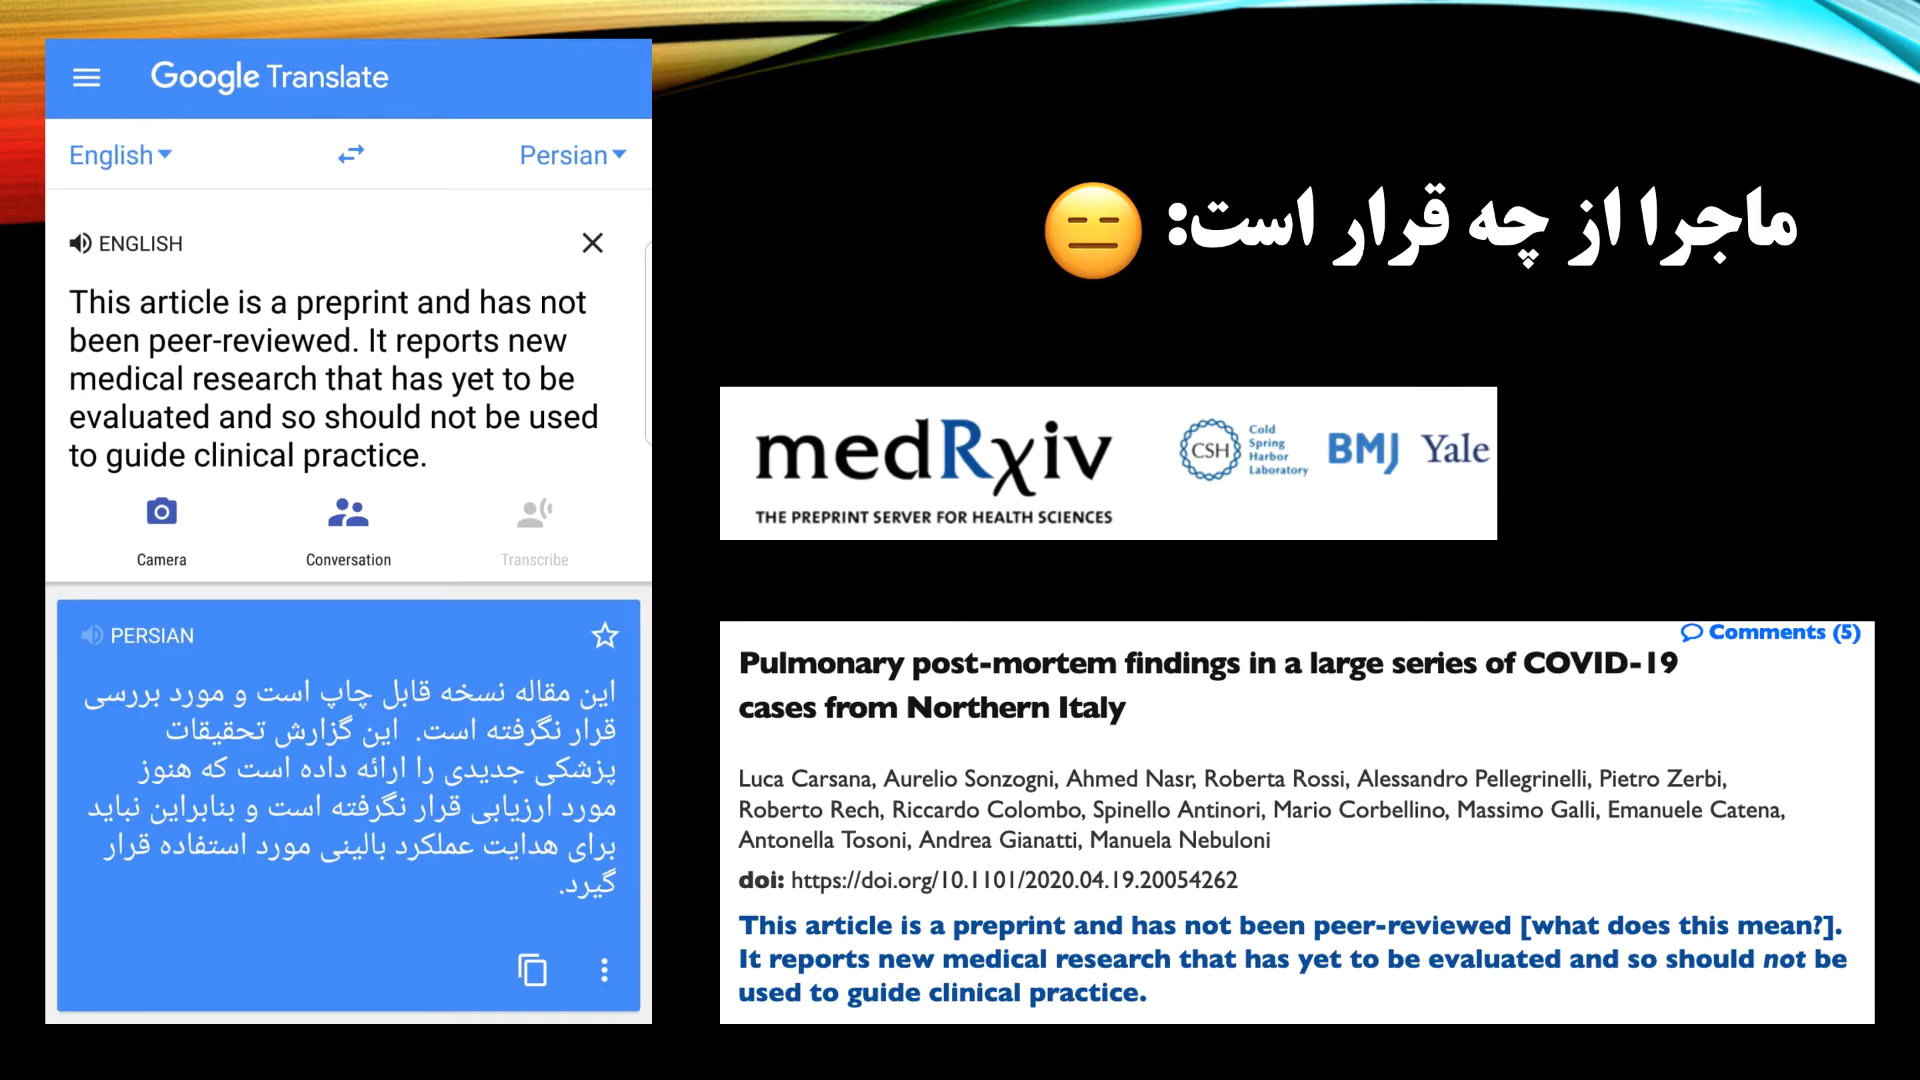 Google Translate
English
Persian
ENGLISH
This article is a preprint and has not
been peer-reviewed. It reports new
medical research that has yet to be
evaluated and so should not be used
to guide clinical practice.
Camera
Conversation
Transcribe
PERSIAN
این مقاله نسخه قابل چاپ است و مورد بررسی
قرار نگرفته است. این گزارش تحقیقات
پزشکی جدیدی را ارائه داده است که هنوز
مورد ارزیابی قرار نگرفته است و بنابراین نباید
برای هدایت عملکرد بالینی مورد استفاده قرار
گیرد.
ماجرا از چه قرار است: 😑
medRxiv
THE PREPRINT SERVER FOR HEALTH SCIENCES
CSH
Cold
Spring
Harbor
Laboratory
BMJ
Yale
Comments (5)
Pulmonary post-mortem findings in a large series of COVID-19
cases from Northern Italy
Luca Carsana, Aurelio Sonzogni, Ahmed Nasr, Roberta Rossi, Alessandro Pellegrinelli, Pietro Zerbi,
Roberto Rech, Riccardo Colombo, Spinello Antinori, Mario Corbellino, Massimo Galli, Emanuele Catena,
Antonella Tosoni, Andrea Gianatti, Manuela Nebuloni
doi: https://doi.org/10.1101/2020.04.19.20054262
This article is a preprint and has not been peer-reviewed [what does this mean?].
It reports new medical research that has yet to be evaluated and so should not be
used to guide clinical practice.